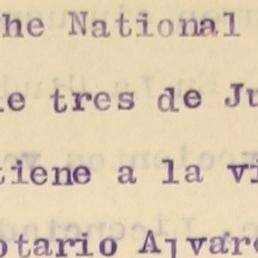 he National
e tres de Ju
tiene a la vi
otario Alvare